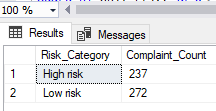 100 %
Results Messages
Risk_Category Complaint_Count
1 High risk 237
2 Low risk 272